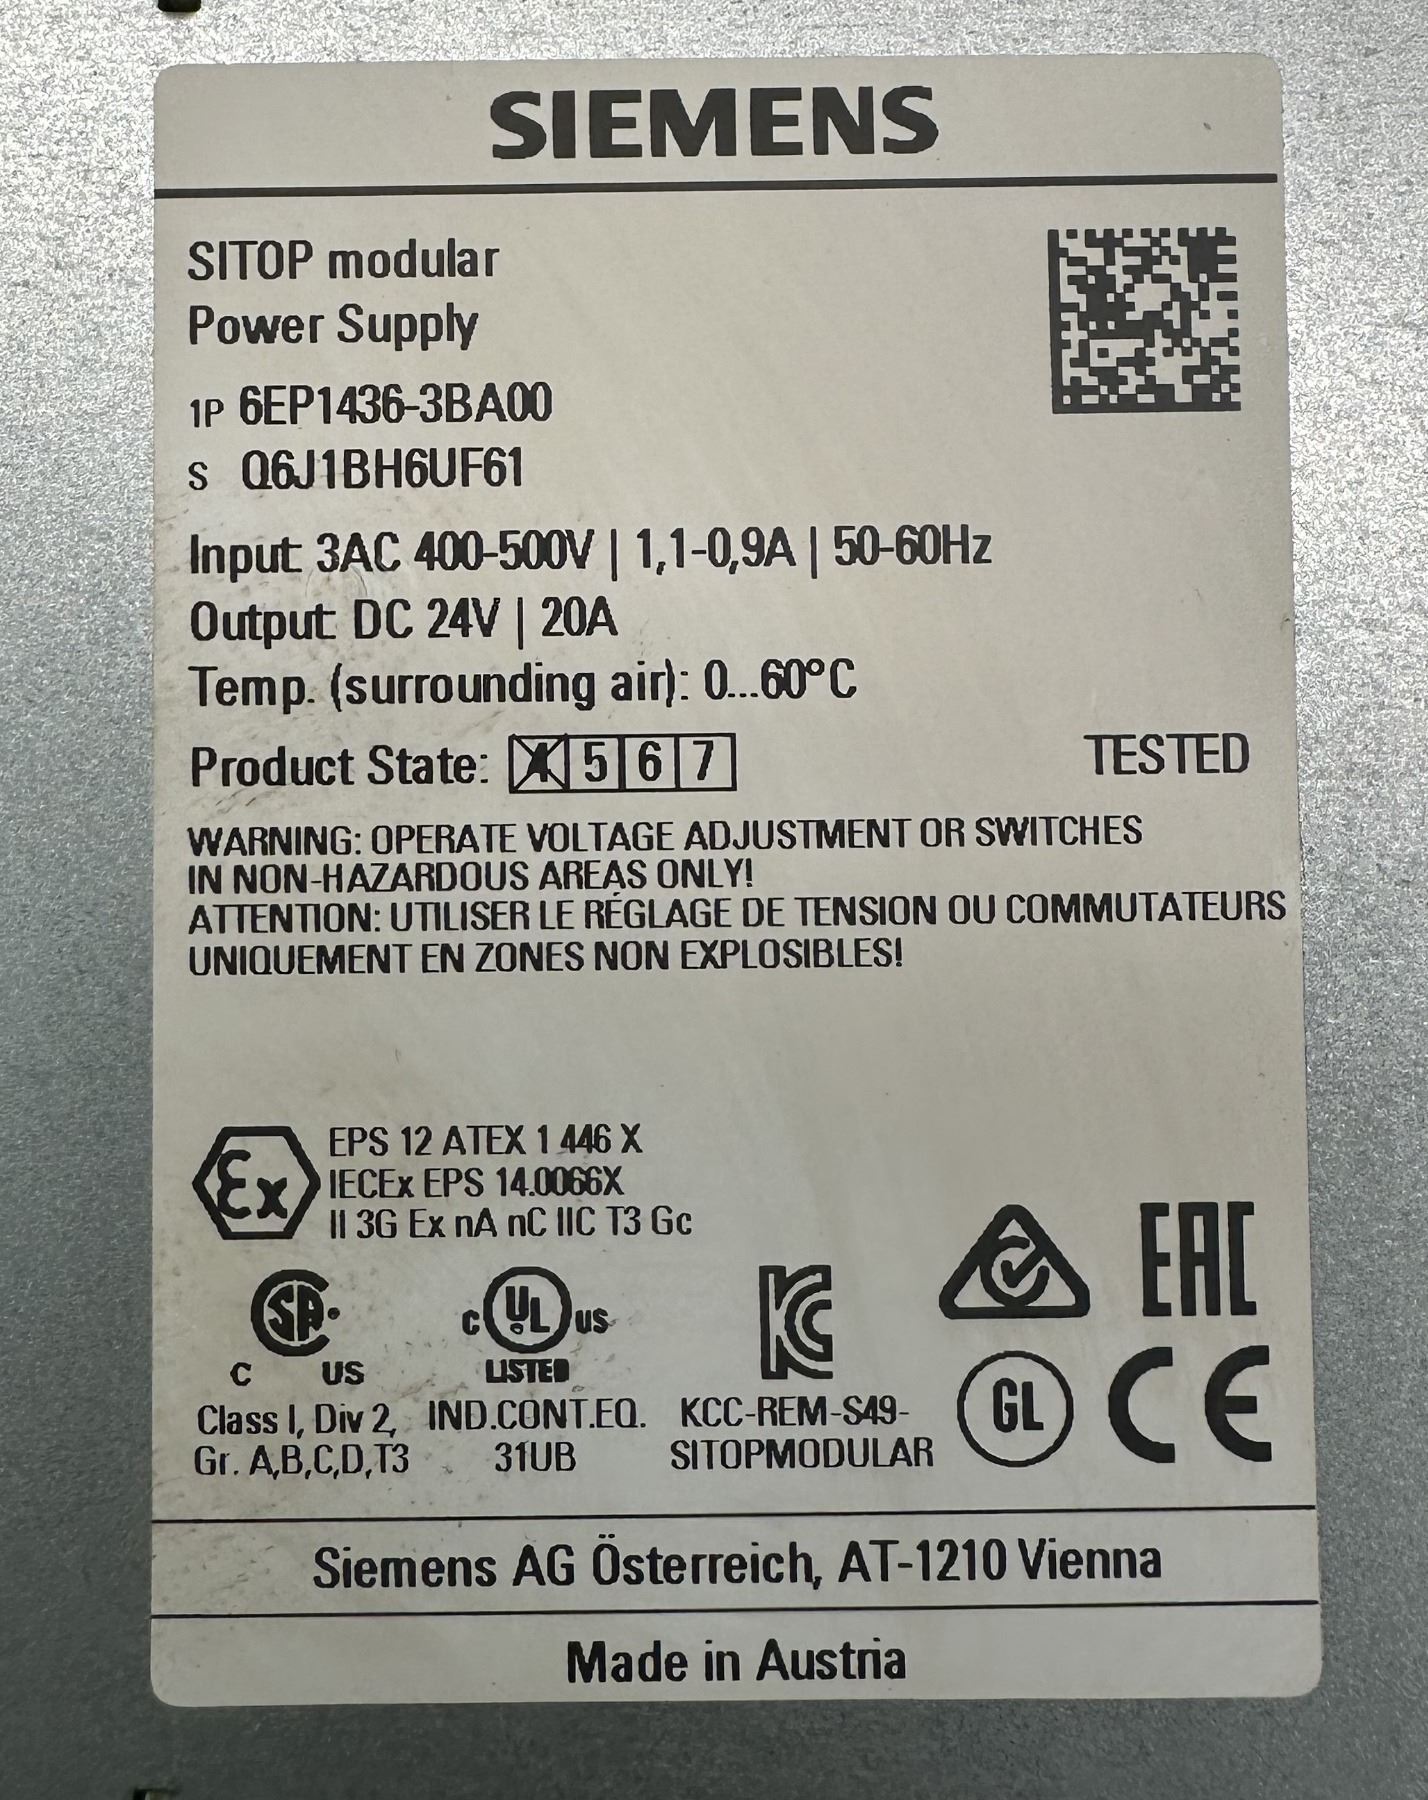 SIEMENS
SITOP modular
Power Supply
1P 6EP1436-3BA00
S Q6J1BH6UF61
Input: 3AC 400-500V | 1,1-0,9A | 50-60Hz
Output: DC 24V | 20A
Temp. (surrounding air): 0...60°C
Product State: 4 5 6 7
TESTED
WARNING: OPERATE VOLTAGE ADJUSTMENT OR SWITCHES
IN NON-HAZARDOUS AREAS ONLY!
ATTENTION: UTILISER LE RÉGLAGE DE TENSION OU COMMUTATEURS
UNIQUEMENT EN ZONES NON EXPLOSIBLES!
Ex
EPS 12 ATEX 1 446 X
IECEx EPS 14.0066X
II 3G Ex nA nC IIC T3 Gc
SA
C US
Class I, Div 2,
Gr. A,B,C,D,T3
c UL us
LISTED
IND.CONT.EQ.
31UB
KC
KCC-REM-S49-
SITOPMODULAR
EAC
GL
CE
Siemens AG Österreich, AT-1210 Vienna
Made in Austria